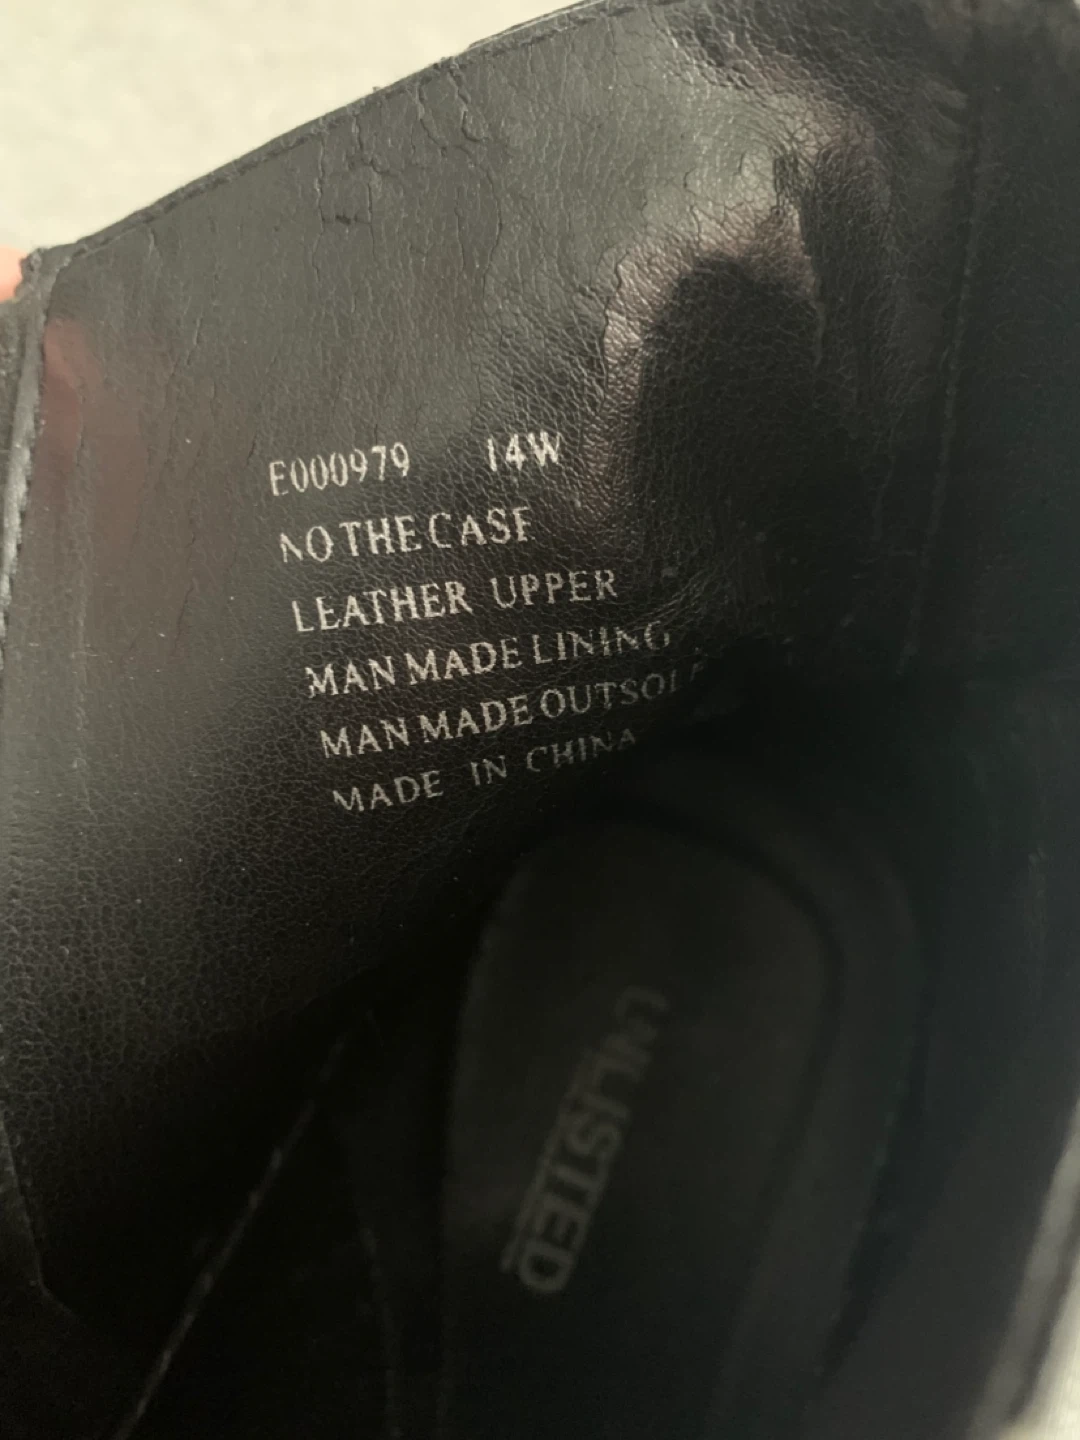 E000979 14W
NO THE CASE
LEATHER UPPER
MAN MADE LINING
MAN MADE OUTSOLE
MADE IN CHINA
UNLISTED